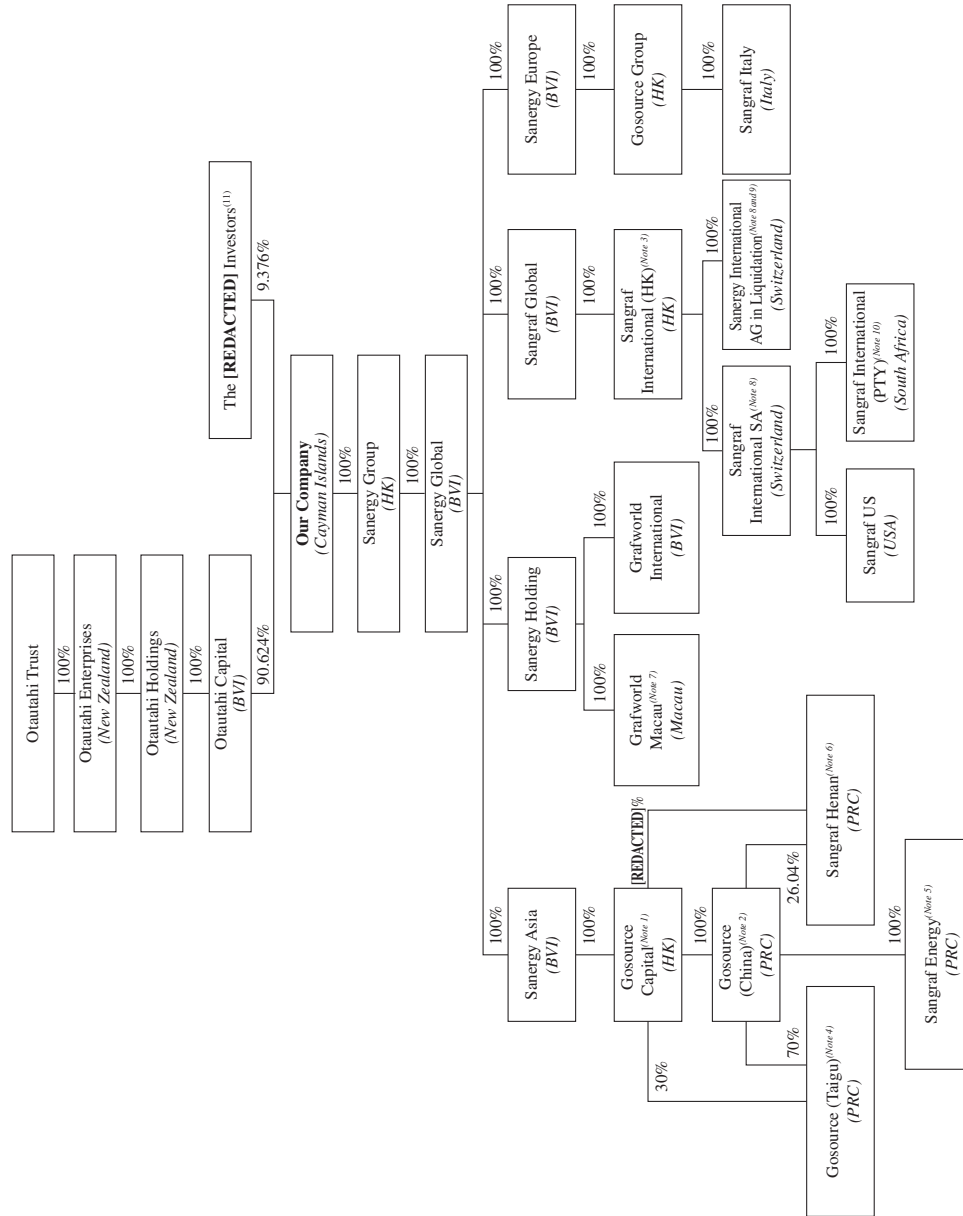 Otautahi Trust
100%
Otautahi Enterprises
(New Zealand)
100%
Otautahi Holdings
(New Zealand)
100%
Otautahi Capital
(BVI)
90.624%
The [REDACTED] Investors(11)
9.376%
Our Company
(Cayman Islands)
100%
Sanergy Group
(HK)
100%
Sanergy Global
(BVI)
100%
Sanergy Asia
(BVI)
100%
Sanergy Holding
(BVI)
100%
Sangraf Global
(BVI)
100%
Sanergy Europe
(BVI)
100%
Gosource
Capital(Note 1)
(HK)
[REDACTED]%
30%
100%
Gosource
(China)(Note 2)
(PRC)
70%
26.04%
Gosource (Taigu)(Note 4)
(PRC)
Sangraf Henan(Note 6)
(PRC)
100%
Sangraf Energy(Note 5)
(PRC)
100%
Grafworld
Macau(Note 7)
(Macau)
100%
Grafworld
International
(BVI)
100%
Sangraf
International (HK)(Note 3)
(HK)
100%
Sangraf
International SA(Note 8)
(Switzerland)
100%
Sanergy International
AG in Liquidation(Note 8 and 9)
(Switzerland)
100%
Sangraf US
(USA)
100%
Sangraf International
(PTY)(Note 10)
(South Africa)
100%
Gosource Group
(HK)
100%
Sangraf Italy
(Italy)